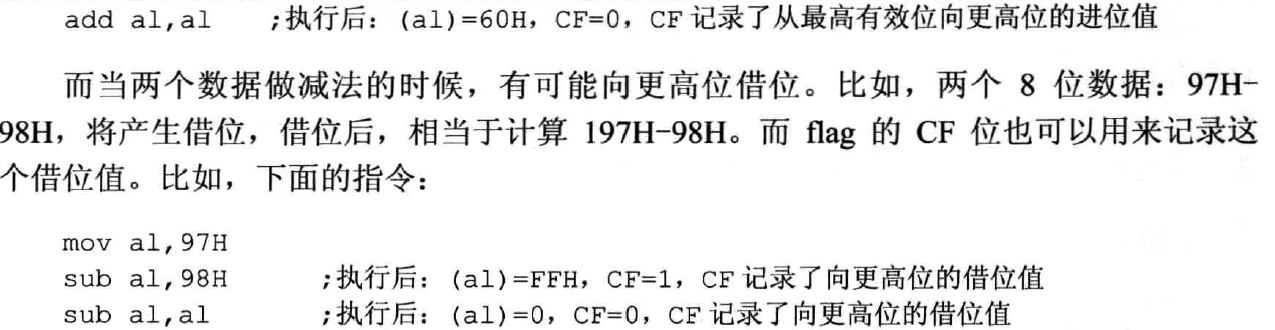 add al,al ;执行后：(al)=60H，CF=0，CF 记录了从最高有效位向更高位的进位值
而当两个数据做减法的时候，有可能向更高位借位。比如，两个 8 位数据：97H-
98H，将产生借位，借位后，相当于计算 197H-98H。而 flag 的 CF 位也可以用来记录这
个借位值。比如，下面的指令：
mov al,97H
sub al,98H ;执行后：(al)=FFH，CF=1，CF 记录了向更高位的借位值
sub al,al ;执行后：(al)=0，CF=0，CF 记录了向更高位的借位值